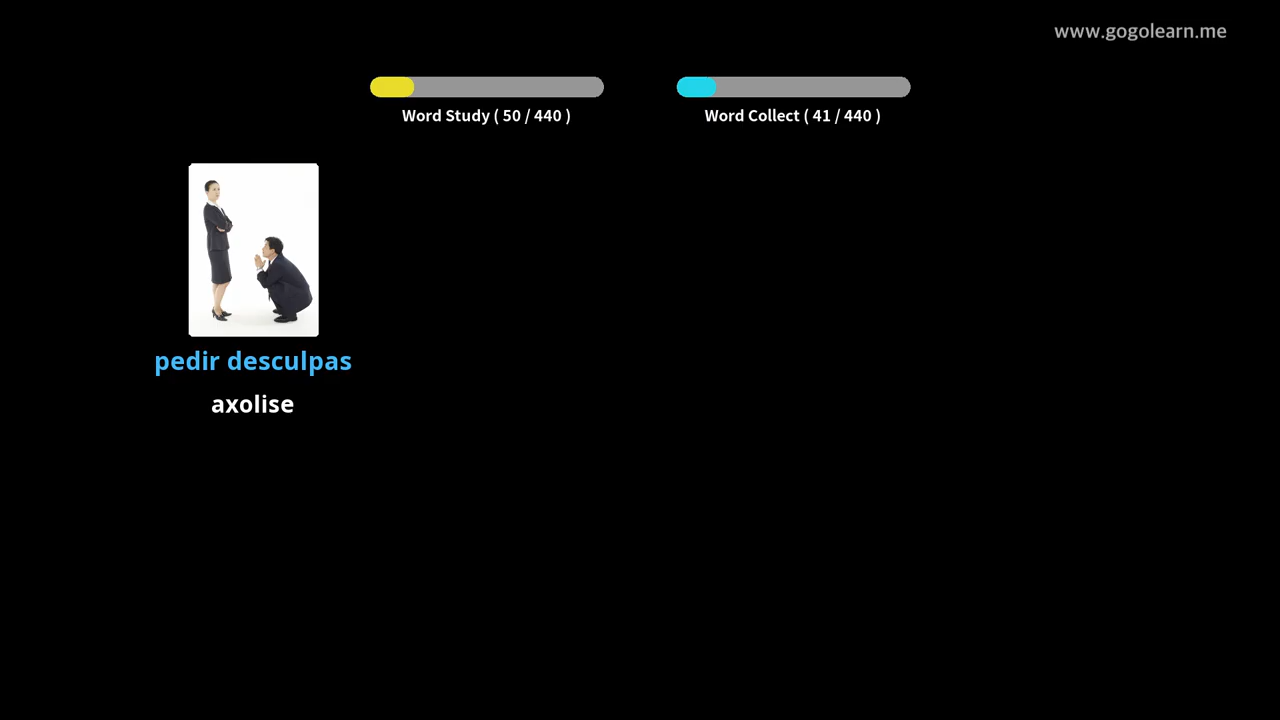 www.gogolearn.me
Word Study ( 50 / 440 )
Word Collect ( 41 / 440 )
pedir desculpas
axolise